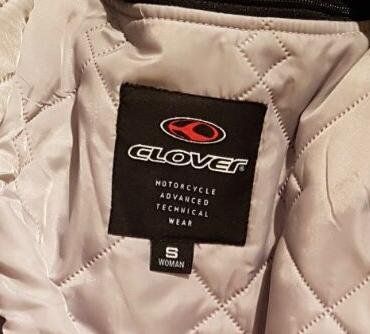 CLOVER®
MOTORCYCLE
ADVANCED
TECHNICAL
WEAR
S
WOMAN